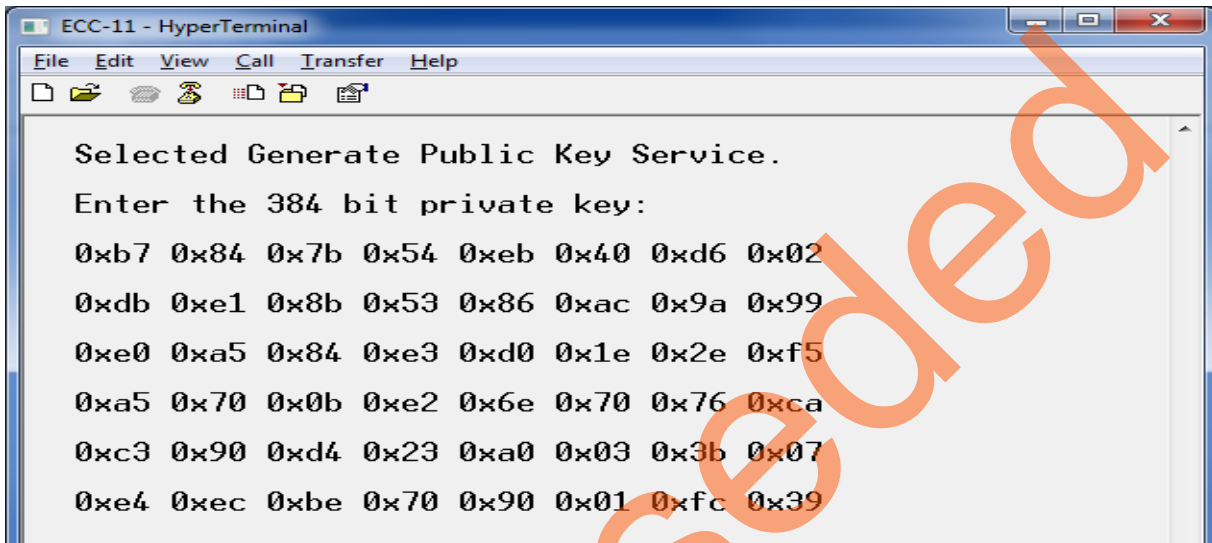 ECC-11 - HyperTerminal
File Edit View Call Transfer Help
Selected Generate Public Key Service.
Enter the 384 bit private key:
0xb7 0x84 0x7b 0x54 0xeb 0x40 0xd6 0x02
0xdb 0xe1 0x8b 0x53 0x86 0xac 0x9a 0x99
0xe0 0xa5 0x84 0xe3 0xd0 0x1e 0x2e 0xf5
0xa5 0x70 0x0b 0xe2 0x6e 0x70 0x76 0xca
0xc3 0x90 0xd4 0x23 0xa0 0x03 0x3b 0x07
0xe4 0xec 0xbe 0x70 0x90 0x01 0xfc 0x39
seded